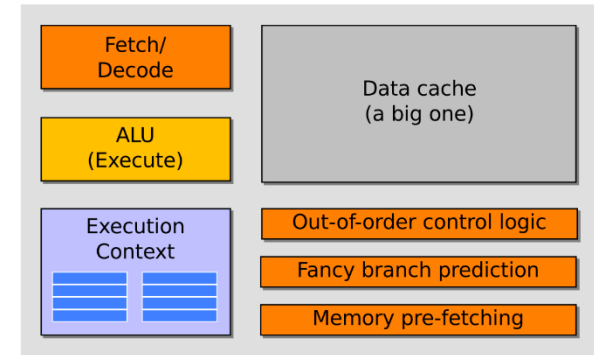 Fetch/
Decode
ALU
(Execute)
Execution
Context
Data cache
(a big one)
Out-of-order control logic
Fancy branch prediction
Memory pre-fetching